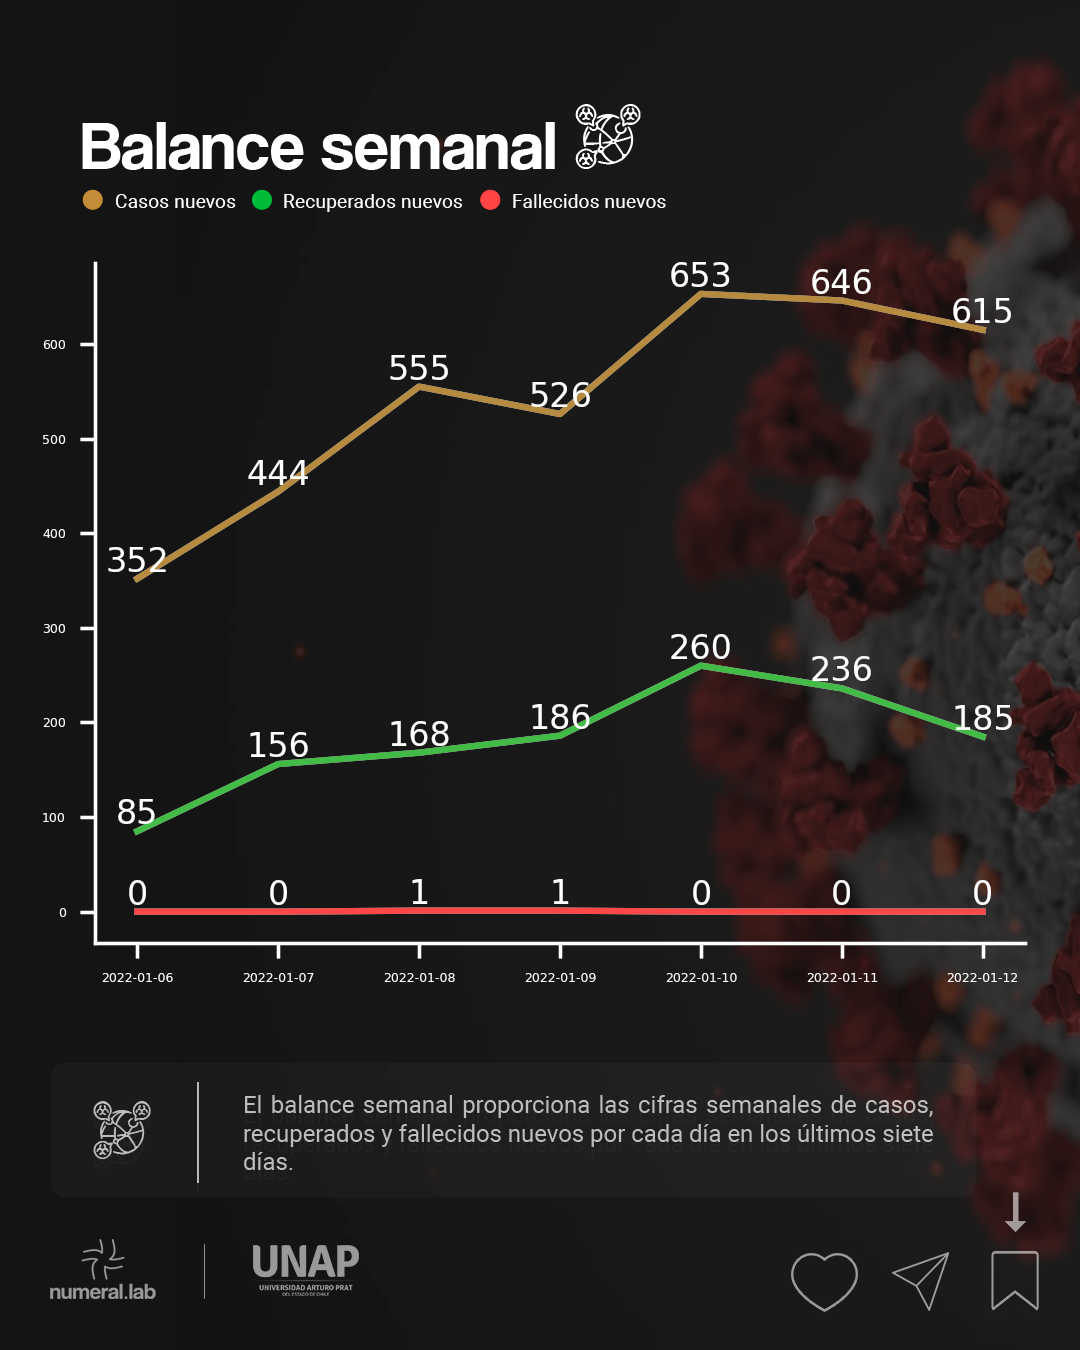 Balance semanal
Casos nuevos Recuperados nuevos Fallecidos nuevos
653
646
615
600
555
526
500
444
400
352
300
260
236
200
186
185
168
156
100
85
0 0 1 1 0 0 0
0
2022-01-06 2022-01-07 2022-01-08 2022-01-09 2022-01-10 2022-01-11 2022-01-12
El balance semanal proporciona las cifras semanales de casos,
recuperados y fallecidos nuevos por cada día en los últimos siete
días.
numeral.lab
UNAP
UNIVERSIDAD ARTURO PRAT
DEL ESTADO DE CHILE